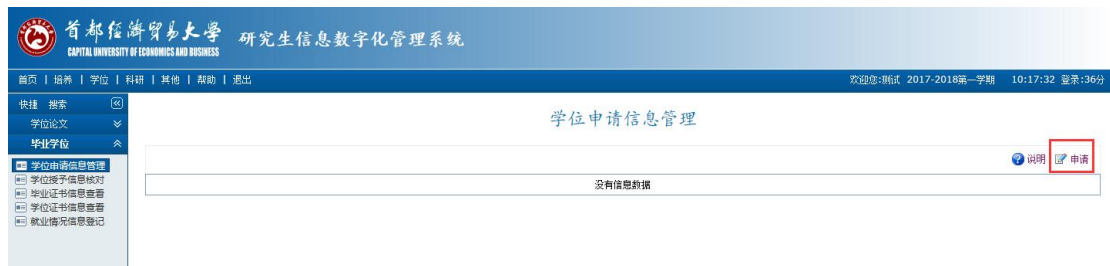 首都经济贸易大学 研究生信息数字化管理系统
CAPITAL UNIVERSITY OF ECONOMICS AND BUSINESS
首页 | 培养 | 学位 | 科研 | 其他 | 帮助 | 退出 欢迎您:测试 2017-2018第一学期 10:17:32 登录:36分
快捷 搜索
学位论文
毕业学位
学位申请信息管理
学位授予信息核对
毕业证书信息查看
学位证书信息查看
就业情况信息登记
学位申请信息管理
说明 申请
没有信息数据